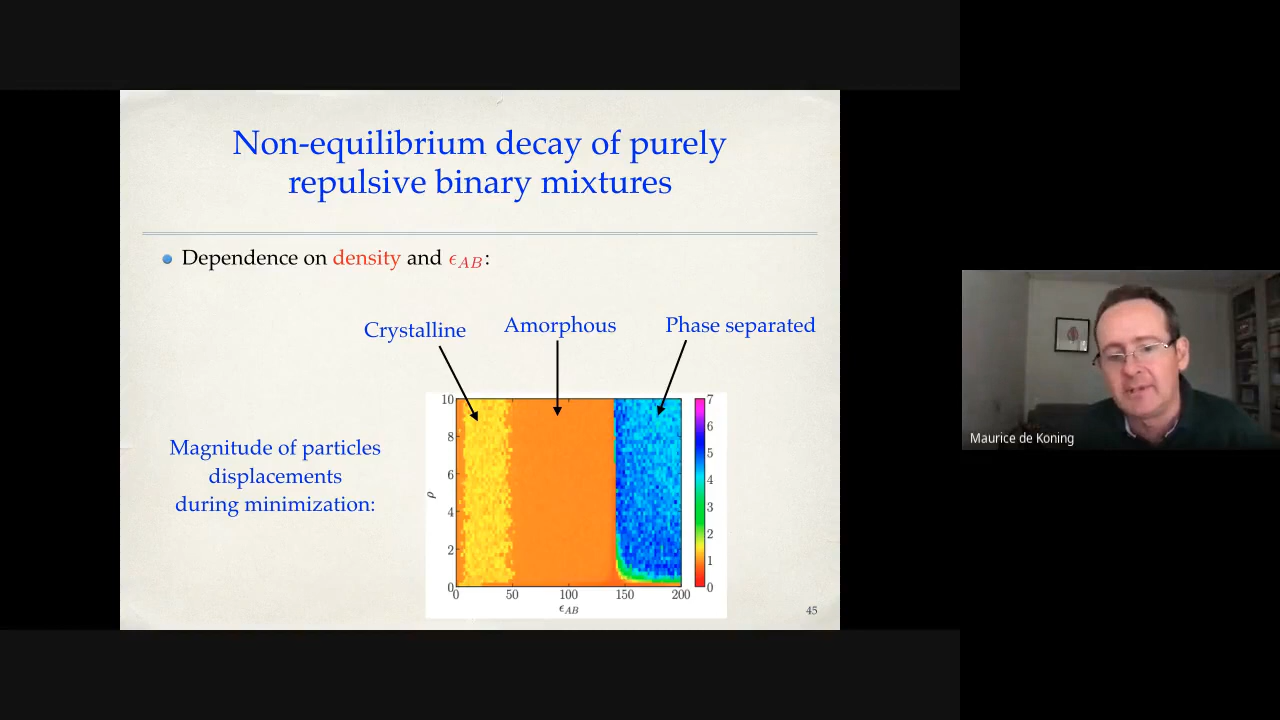 Non-equilibrium decay of purely
repulsive binary mixtures
Dependence on density and ϵAB:
Crystalline
Amorphous
Phase separated
Magnitude of particles
displacements
during minimization:
10
8
6
4
2
0
ρ
0
50
100
150
200
ϵAB
7
6
5
4
3
2
1
0
45
Maurice de Koning